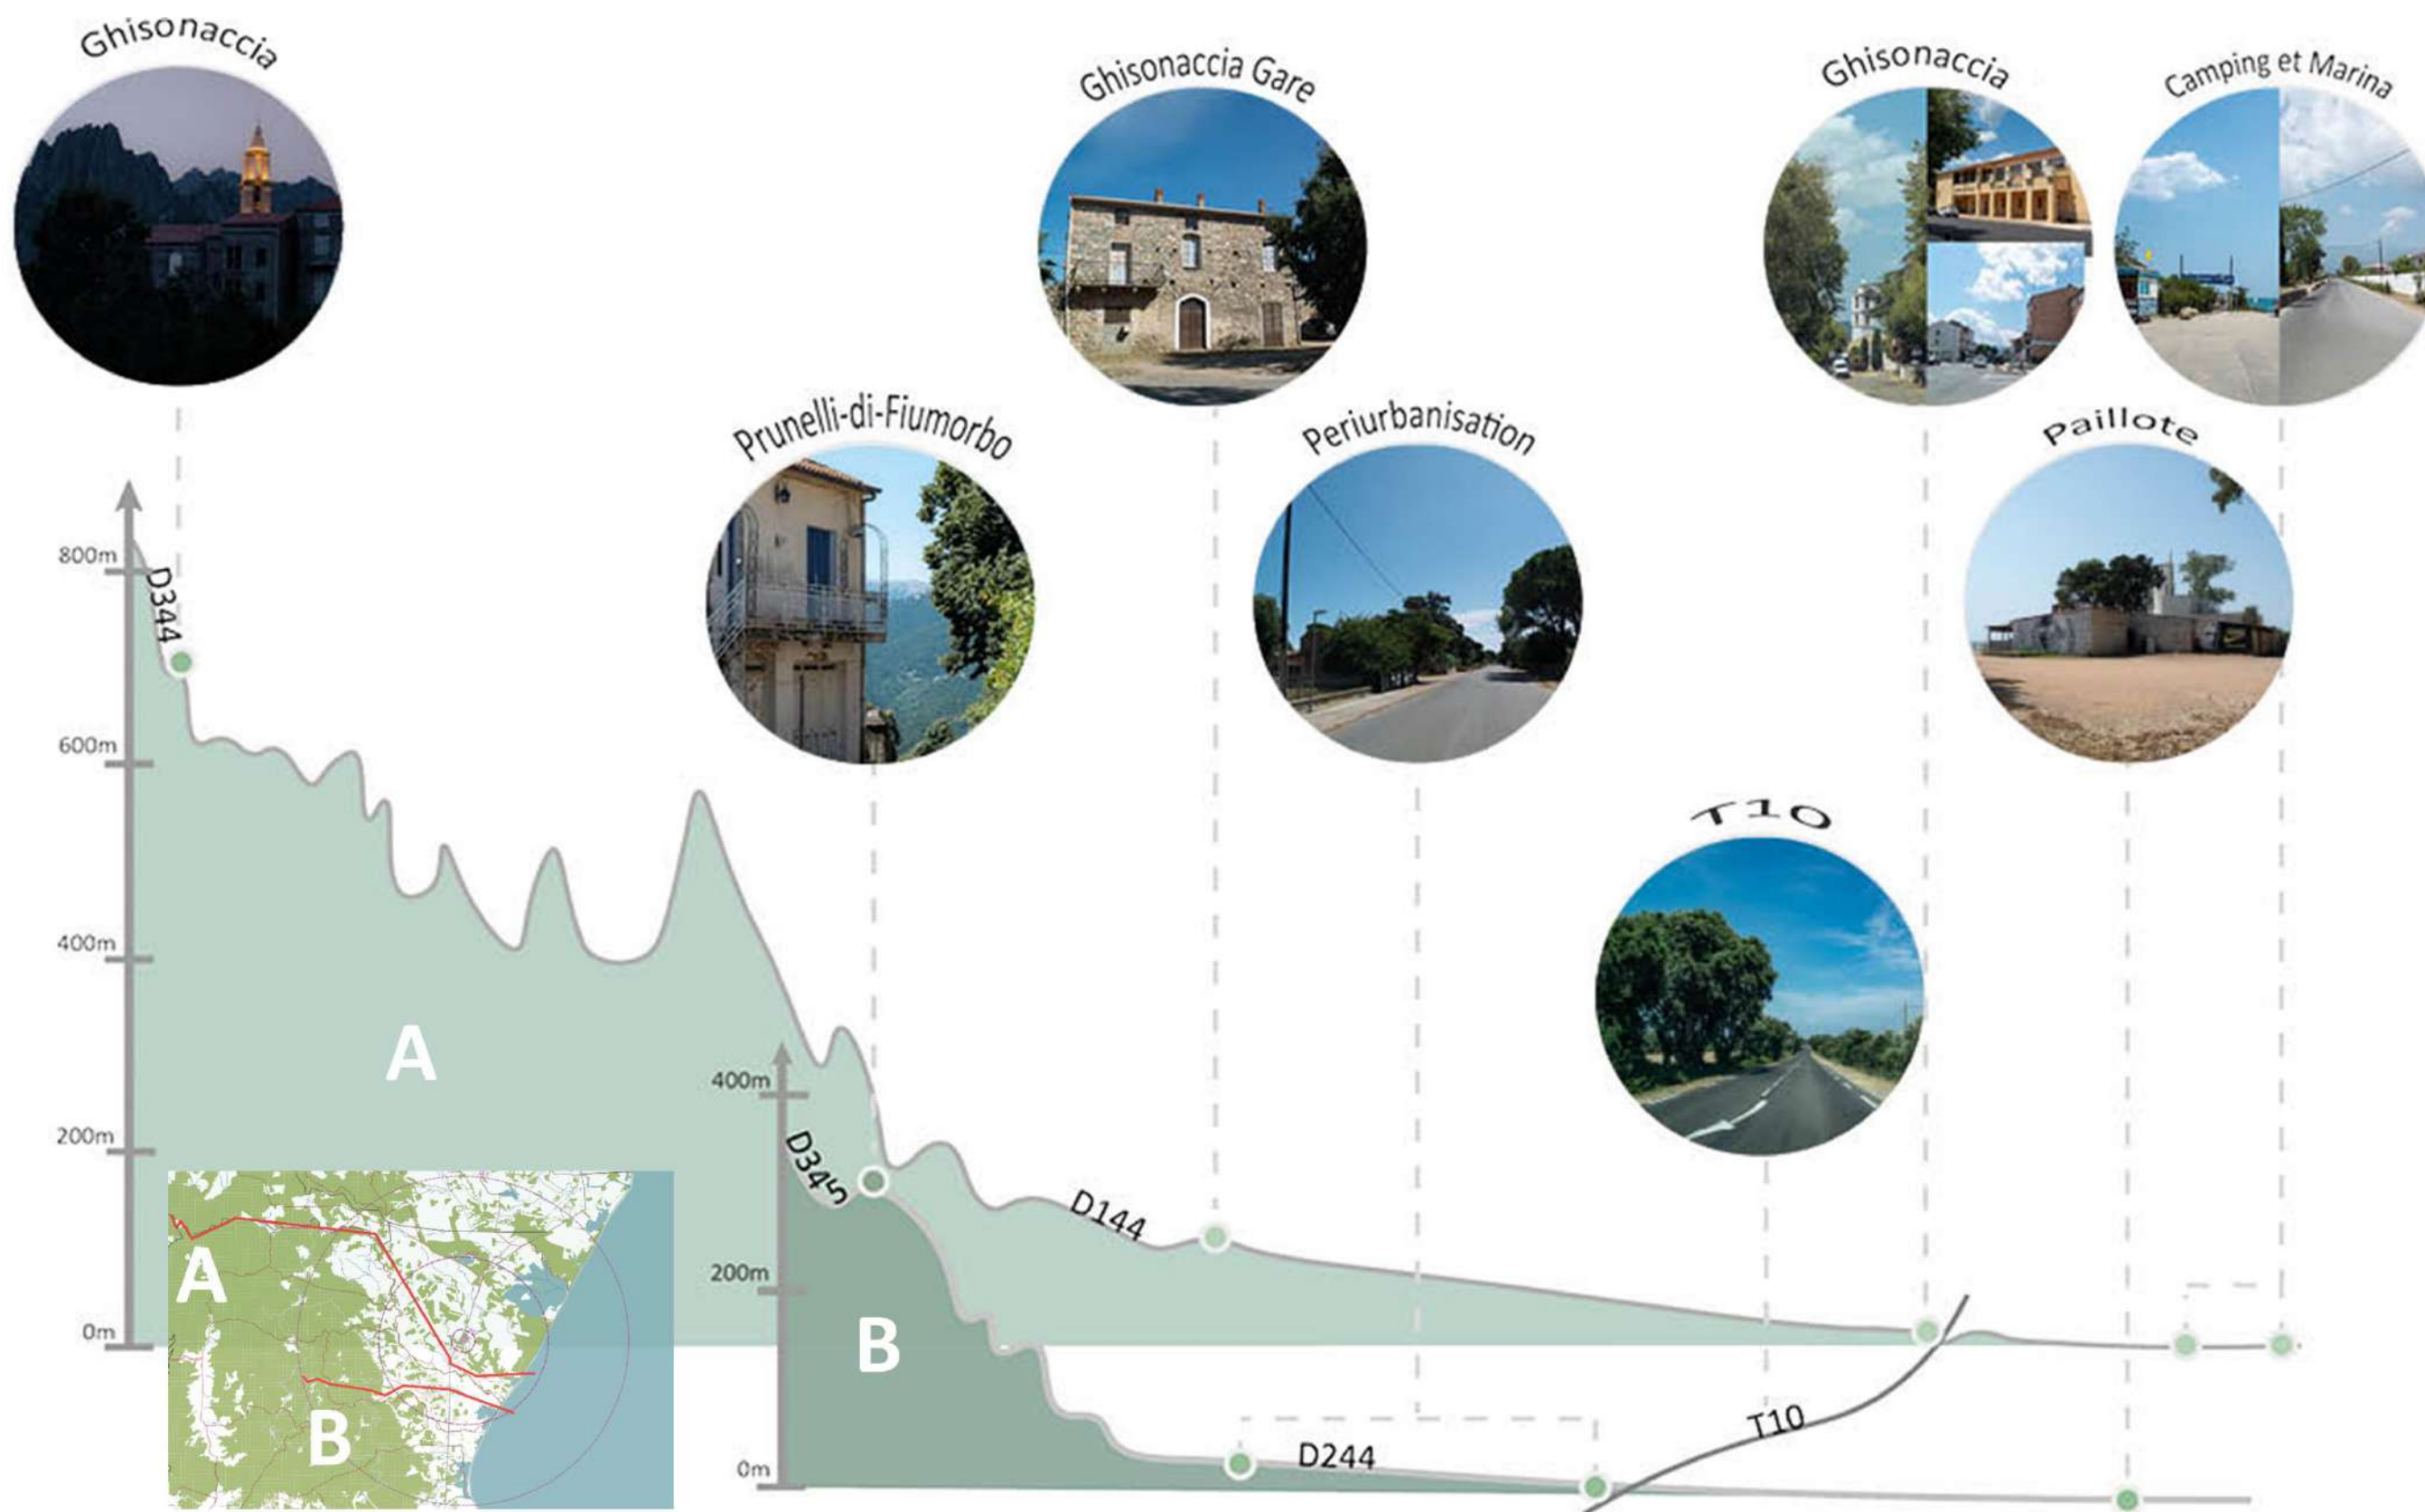 Ghisonaccia
Ghisonaccia Gare
Ghisonaccia
Camping et Marina
Prunelli-di-Fiumorbo
Periurbanisation
Paillote
T10
800m
D344
600m
400m
200m
0m
A
400m
D345
200m
0m
B
D144
D244
T10
A
B